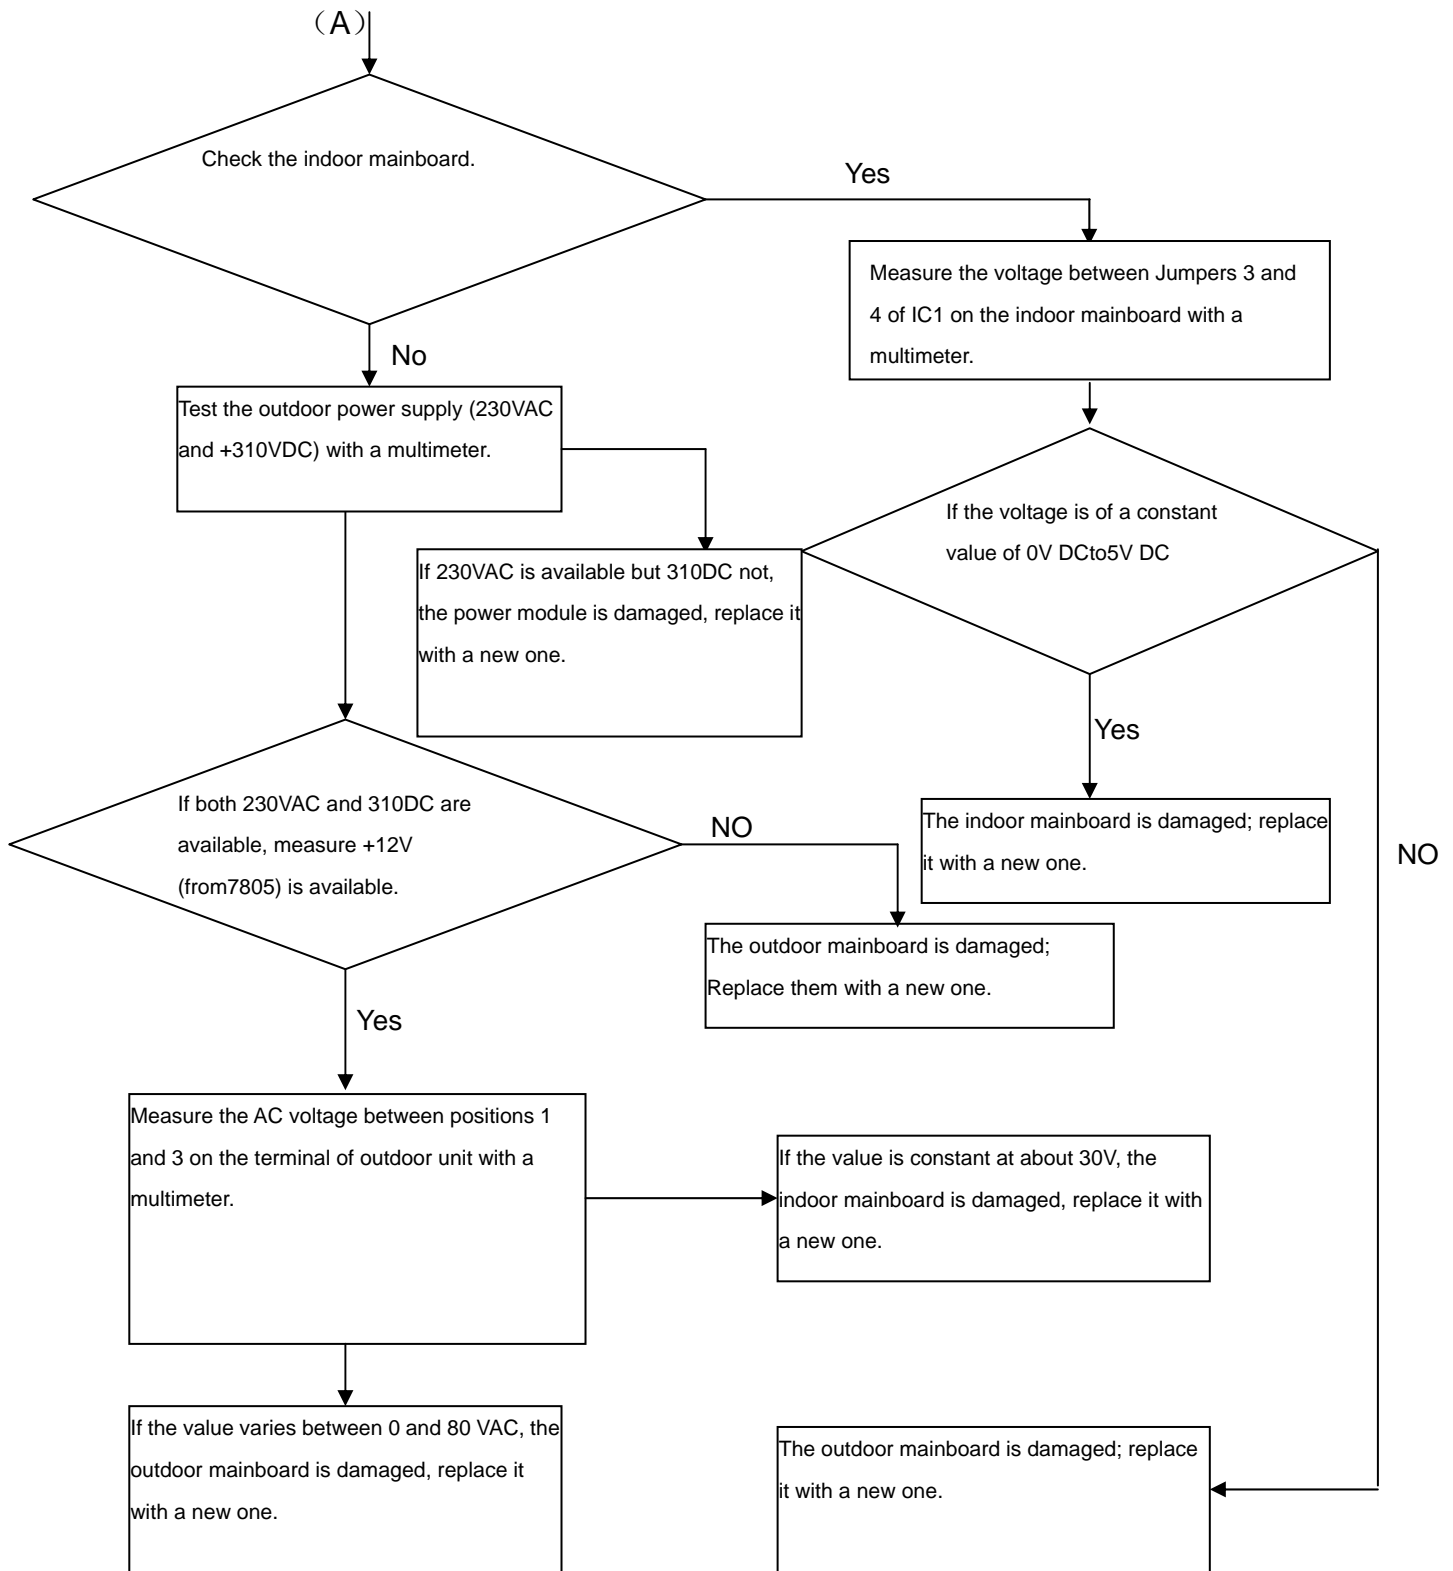 （A）
Check the indoor mainboard.
Yes
Measure the voltage between Jumpers 3 and
4 of IC1 on the indoor mainboard with a
multimeter.
No
Test the outdoor power supply (230VAC
and +310VDC) with a multimeter.
If the voltage is of a constant
value of 0V DCto5V DC
If 230VAC is available but 310DC not,
the power module is damaged, replace it
with a new one.
Yes
If both 230VAC and 310DC are
available, measure +12V
(from7805) is available.
NO
The indoor mainboard is damaged; replace
it with a new one.
NO
The outdoor mainboard is damaged;
Replace them with a new one.
Yes
Measure the AC voltage between positions 1
and 3 on the terminal of outdoor unit with a
multimeter.
If the value is constant at about 30V, the
indoor mainboard is damaged, replace it with
a new one.
If the value varies between 0 and 80 VAC, the
outdoor mainboard is damaged, replace it
with a new one.
The outdoor mainboard is damaged; replace
it with a new one.